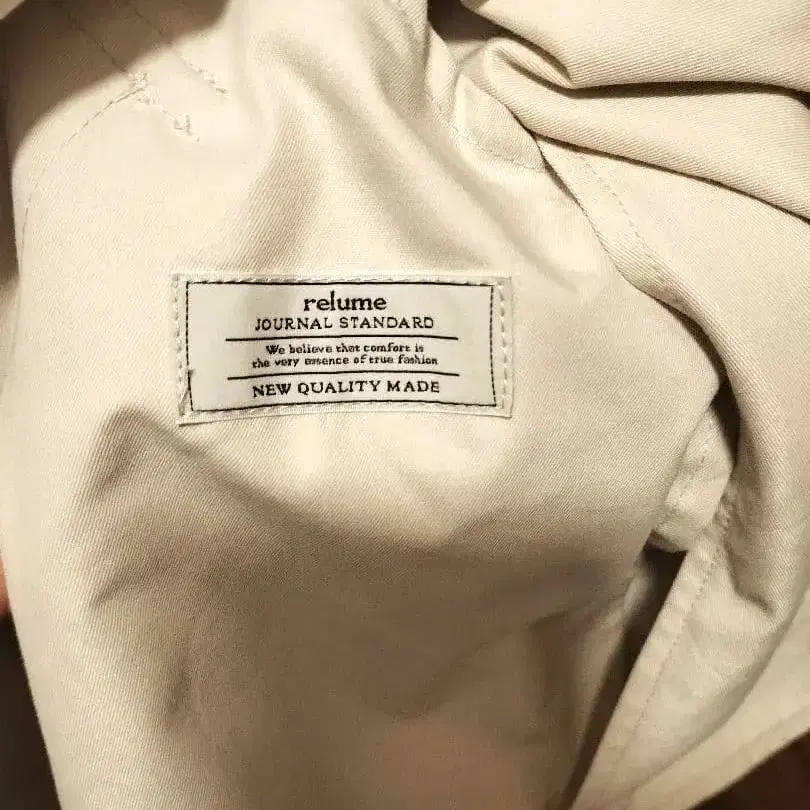 relume
JOURNAL STANDARD
We believe that comfort is
the very essence of true fashion
NEW QUALITY MADE